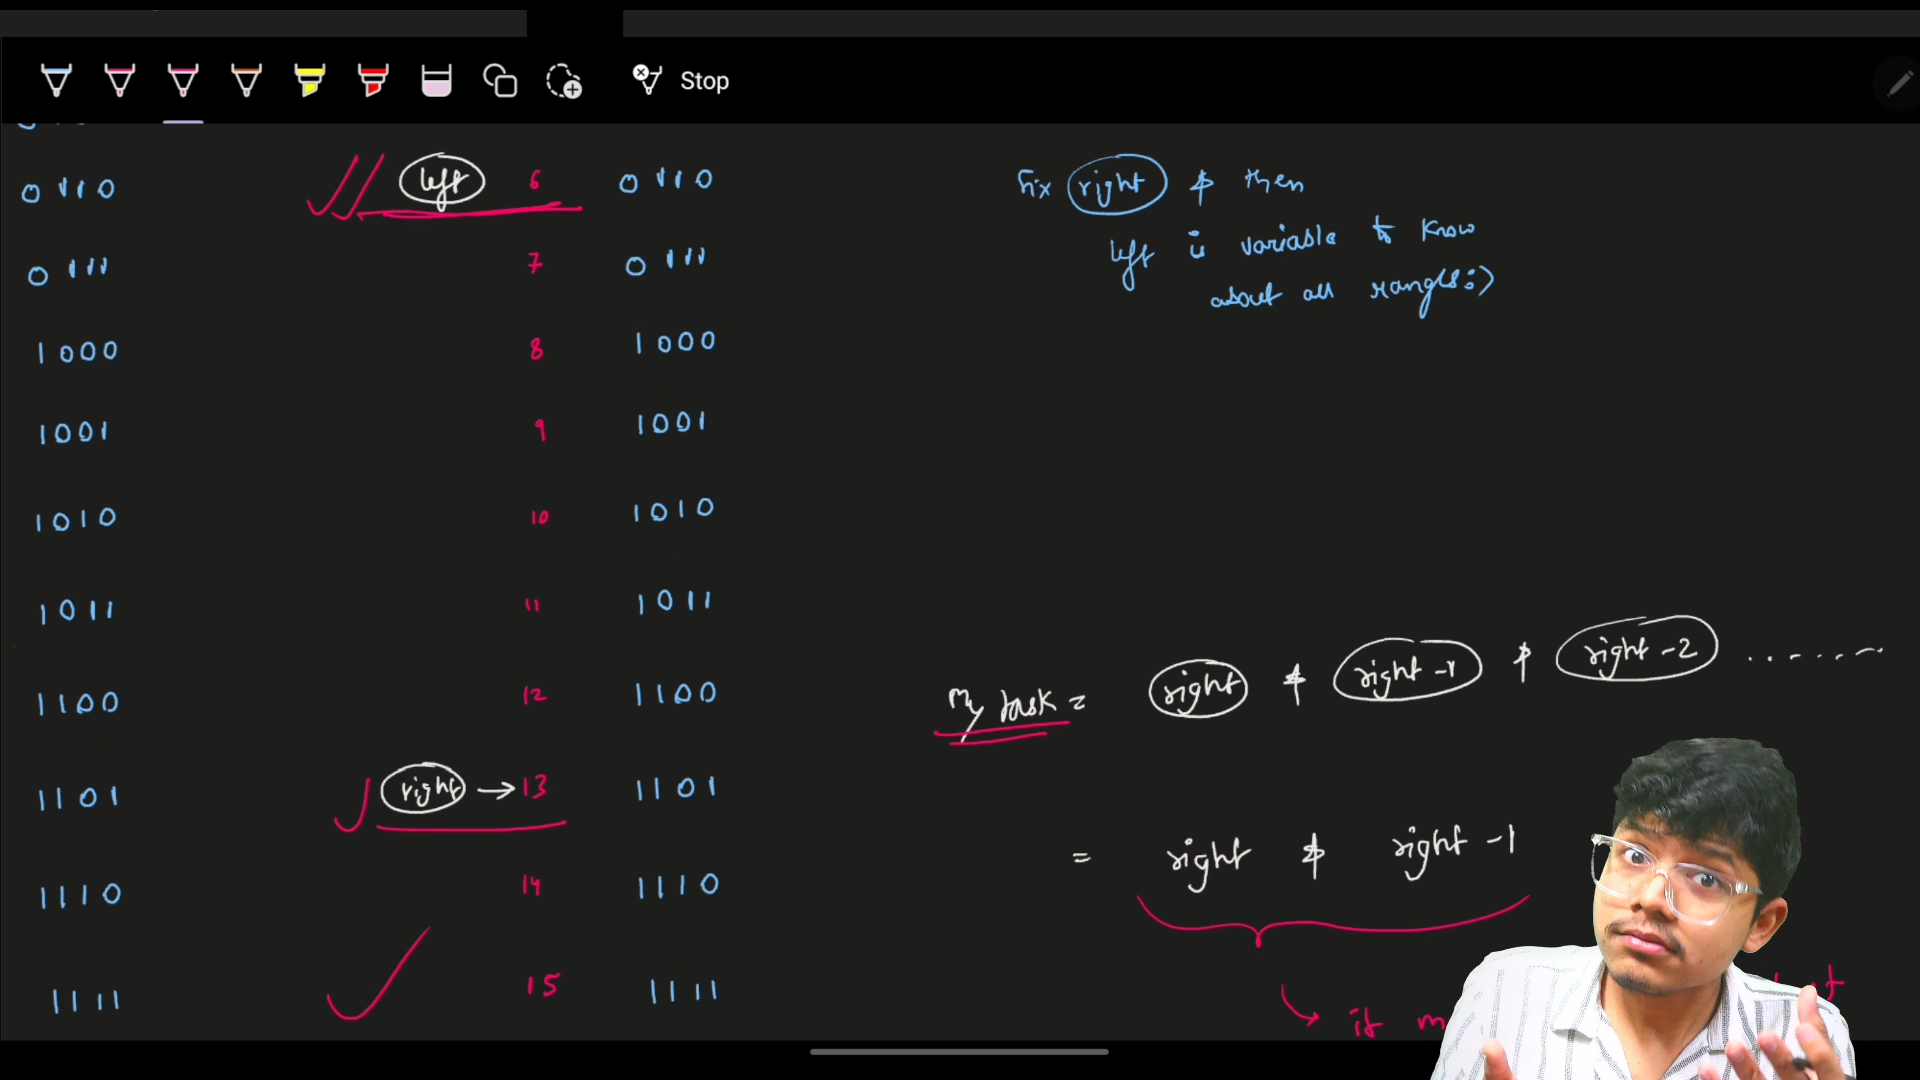 Stop
0110
left 6 0110
0111
7 0111
1000
8 1000
1001
9 1001
1010
10 1010
1011
11 1011
1100
12 1100
1101
right → 13 1101
1110
14 1110
1111
15 1111
Fix right & then
left is variable to know
about all ranges:)
My task = right & right -1 & right -2 .......
= right & right -1
it